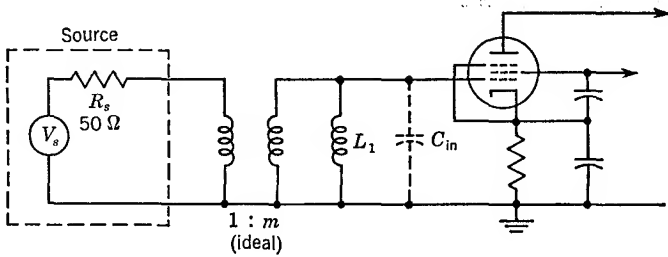 Source
R_s
50 Ω
V_s
L_1
C_in
1 : m
(ideal)